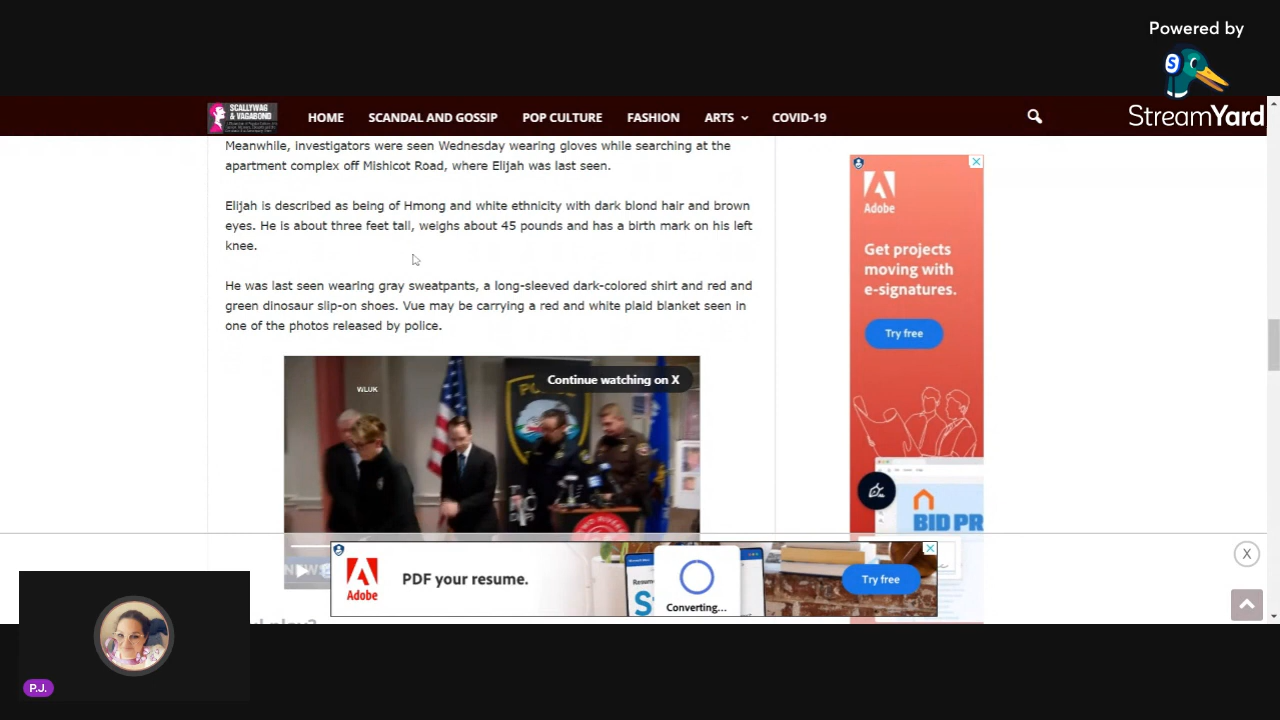 Powered by
StreamYard
SCALLYWAG
& VAGABOND
HOME SCANDAL AND GOSSIP POP CULTURE FASHION ARTS COVID-19
Meanwhile, investigators were seen Wednesday wearing gloves while searching at the
apartment complex off Mishicot Road, where Elijah was last seen.
Elijah is described as being of Hmong and white ethnicity with dark blond hair and brown
eyes. He is about three feet tall, weighs about 45 pounds and has a birth mark on his left
knee.
He was last seen wearing gray sweatpants, a long-sleeved dark-colored shirt and red and
green dinosaur slip-on shoes. Vue may be carrying a red and white plaid blanket seen in
one of the photos released by police.
WLUK
Continue watching on X
Adobe
Get projects
moving with
e-signatures.
Try free
BID PR
Adobe
PDF your resume.
Converting...
Try free
X
P.J.